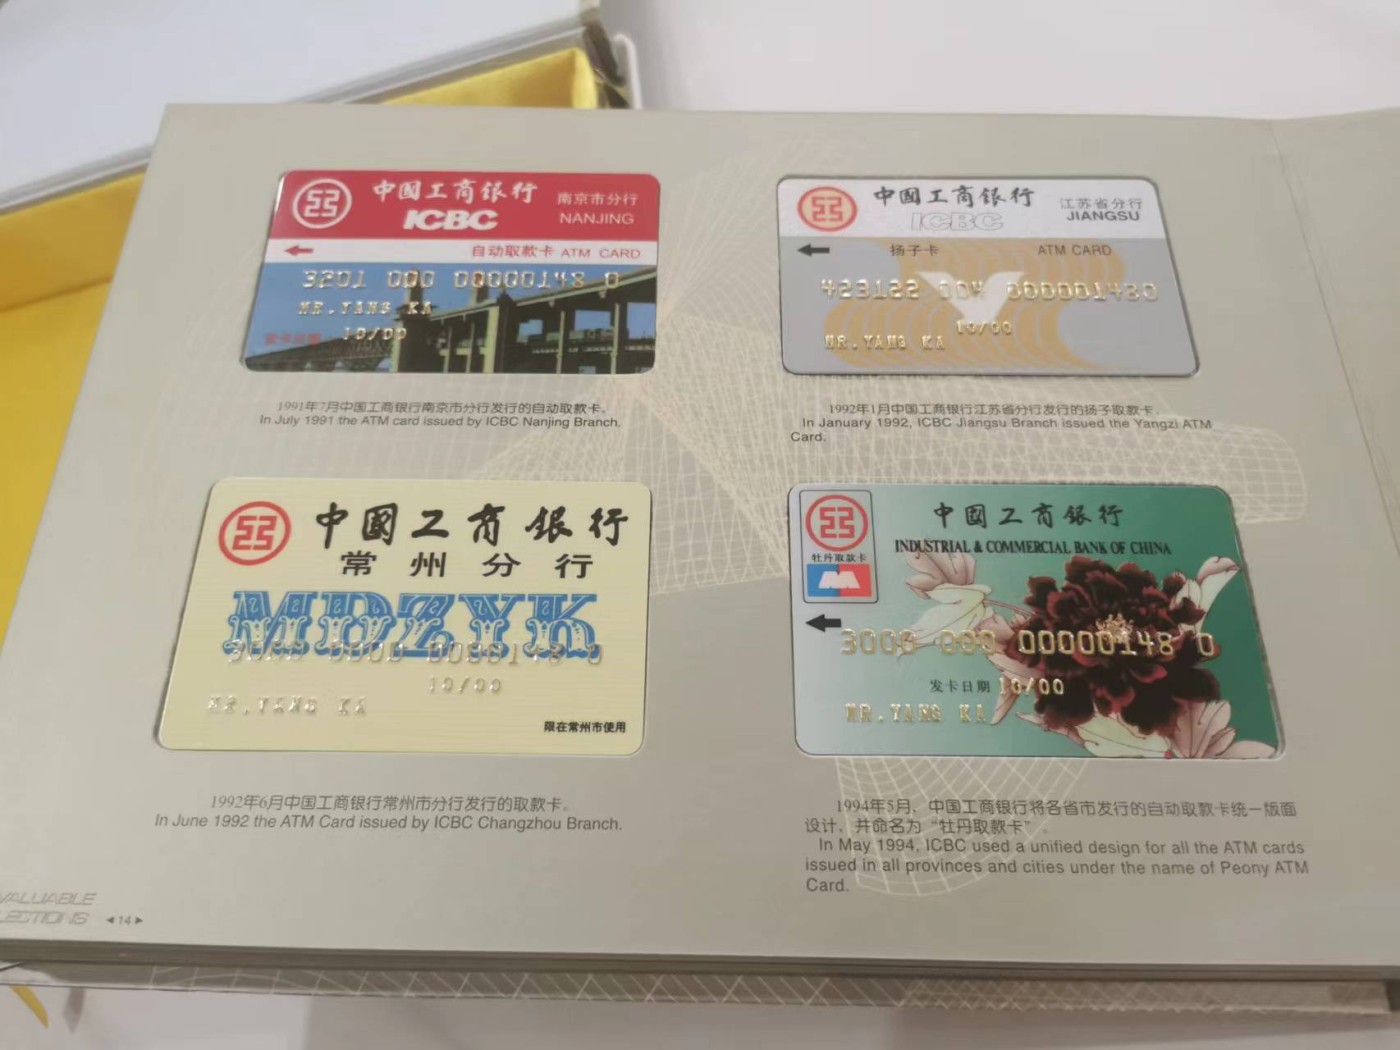 中國工商银行
ICBC
南京市分行
NANJING
自动取款卡 ATM CARD
3201 000 00000148 0
MR.YANG KA
10/00
1991年7月中国工商银行南京市分行发行的自动取款卡。
In July 1991 the ATM card issued by ICBC Nanjing Branch.
中國工商银行
ICBC
江苏省分行
JIANGSU
扬子卡 ATM CARD
423122 004 000001480
10/00
MR.YANG KA
1992年1月中国工商银行江苏省分行发行的扬子取款卡。
In January 1992, ICBC Jiangsu Branch issued the Yangzi ATM
Card.
中國工商银行
常州分行
MDZYK
10/00
MR.YANG KA
限在常州市使用
1992年6月中国工商银行常州市分行发行的取款卡。
In June 1992 the ATM Card issued by ICBC Changzhou Branch.
牡丹取款卡
中國工商银行
INDUSTRIAL & COMMERCIAL BANK OF CHINA
3006 000 00000148 0
发卡日期 10/00
MR.YANG KA
1994年5月，中国工商银行将各省市发行的自动取款卡统一版面
设计，并命名为“牡丹取款卡”
In May 1994, ICBC used a unified design for all the ATM cards
issued in all provinces and cities under the name of Peony ATM
Card.
VALUABLE
LECTIONS
◄14►